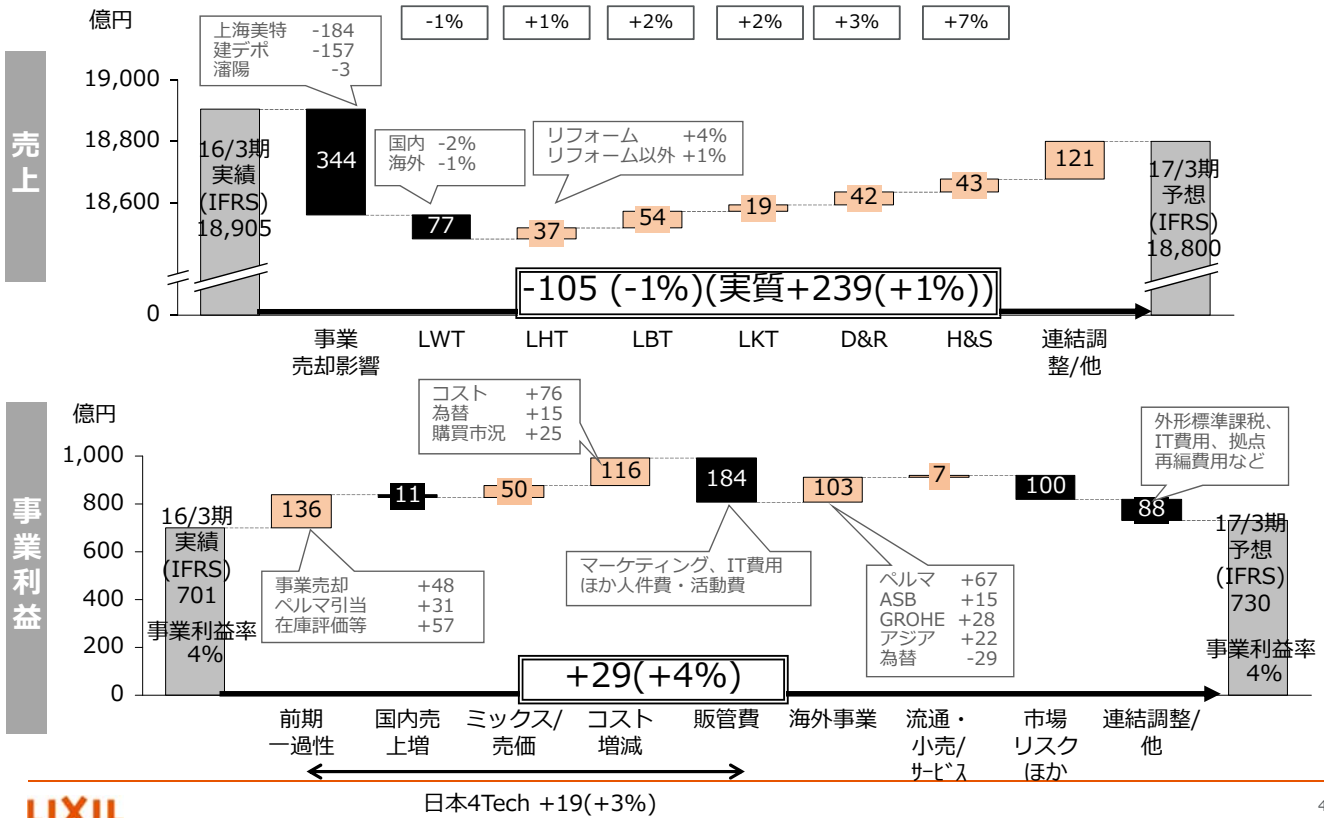 億円
-1%
+1%
+2%
+2%
+3%
+7%
上海美特 -184
建デポ -157
瀋陽 -3
売上
19,000
18,800
18,600
0
16/3期
実績
(IFRS)
18,905
344
国内 -2%
海外 -1%
77
リフォーム +4%
リフォーム以外 +1%
37
54
19
42
43
121
17/3期
予想
(IFRS)
18,800
-105 (-1%)(実質+239(+1%))
事業
売却影響
LWT
LHT
LBT
LKT
D&R
H&S
連結調
整/他
事業利益
億円
1,000
800
600
400
200
0
16/3期
実績
(IFRS)
701
事業利益率
4%
136
事業売却 +48
ペルマ引当 +31
在庫評価等 +57
11
50
コスト +76
為替 +15
購買市況 +25
116
184
マーケティング、IT費用
ほか人件費・活動費
103
ペルマ +67
ASB +15
GROHE +28
アジア +22
為替 -29
7
100
外形標準課税、
IT費用、拠点
再編費用など
88
17/3期
予想
(IFRS)
730
事業利益率
4%
+29(+4%)
前期
一過性
国内売
上増
ミックス/
売価
コスト
増減
販管費
海外事業
流通・
小売/
ｻｰﾋﾞｽ
市場
リスク
ほか
連結調整/
他
日本4Tech +19(+3%)
LIXIL
4